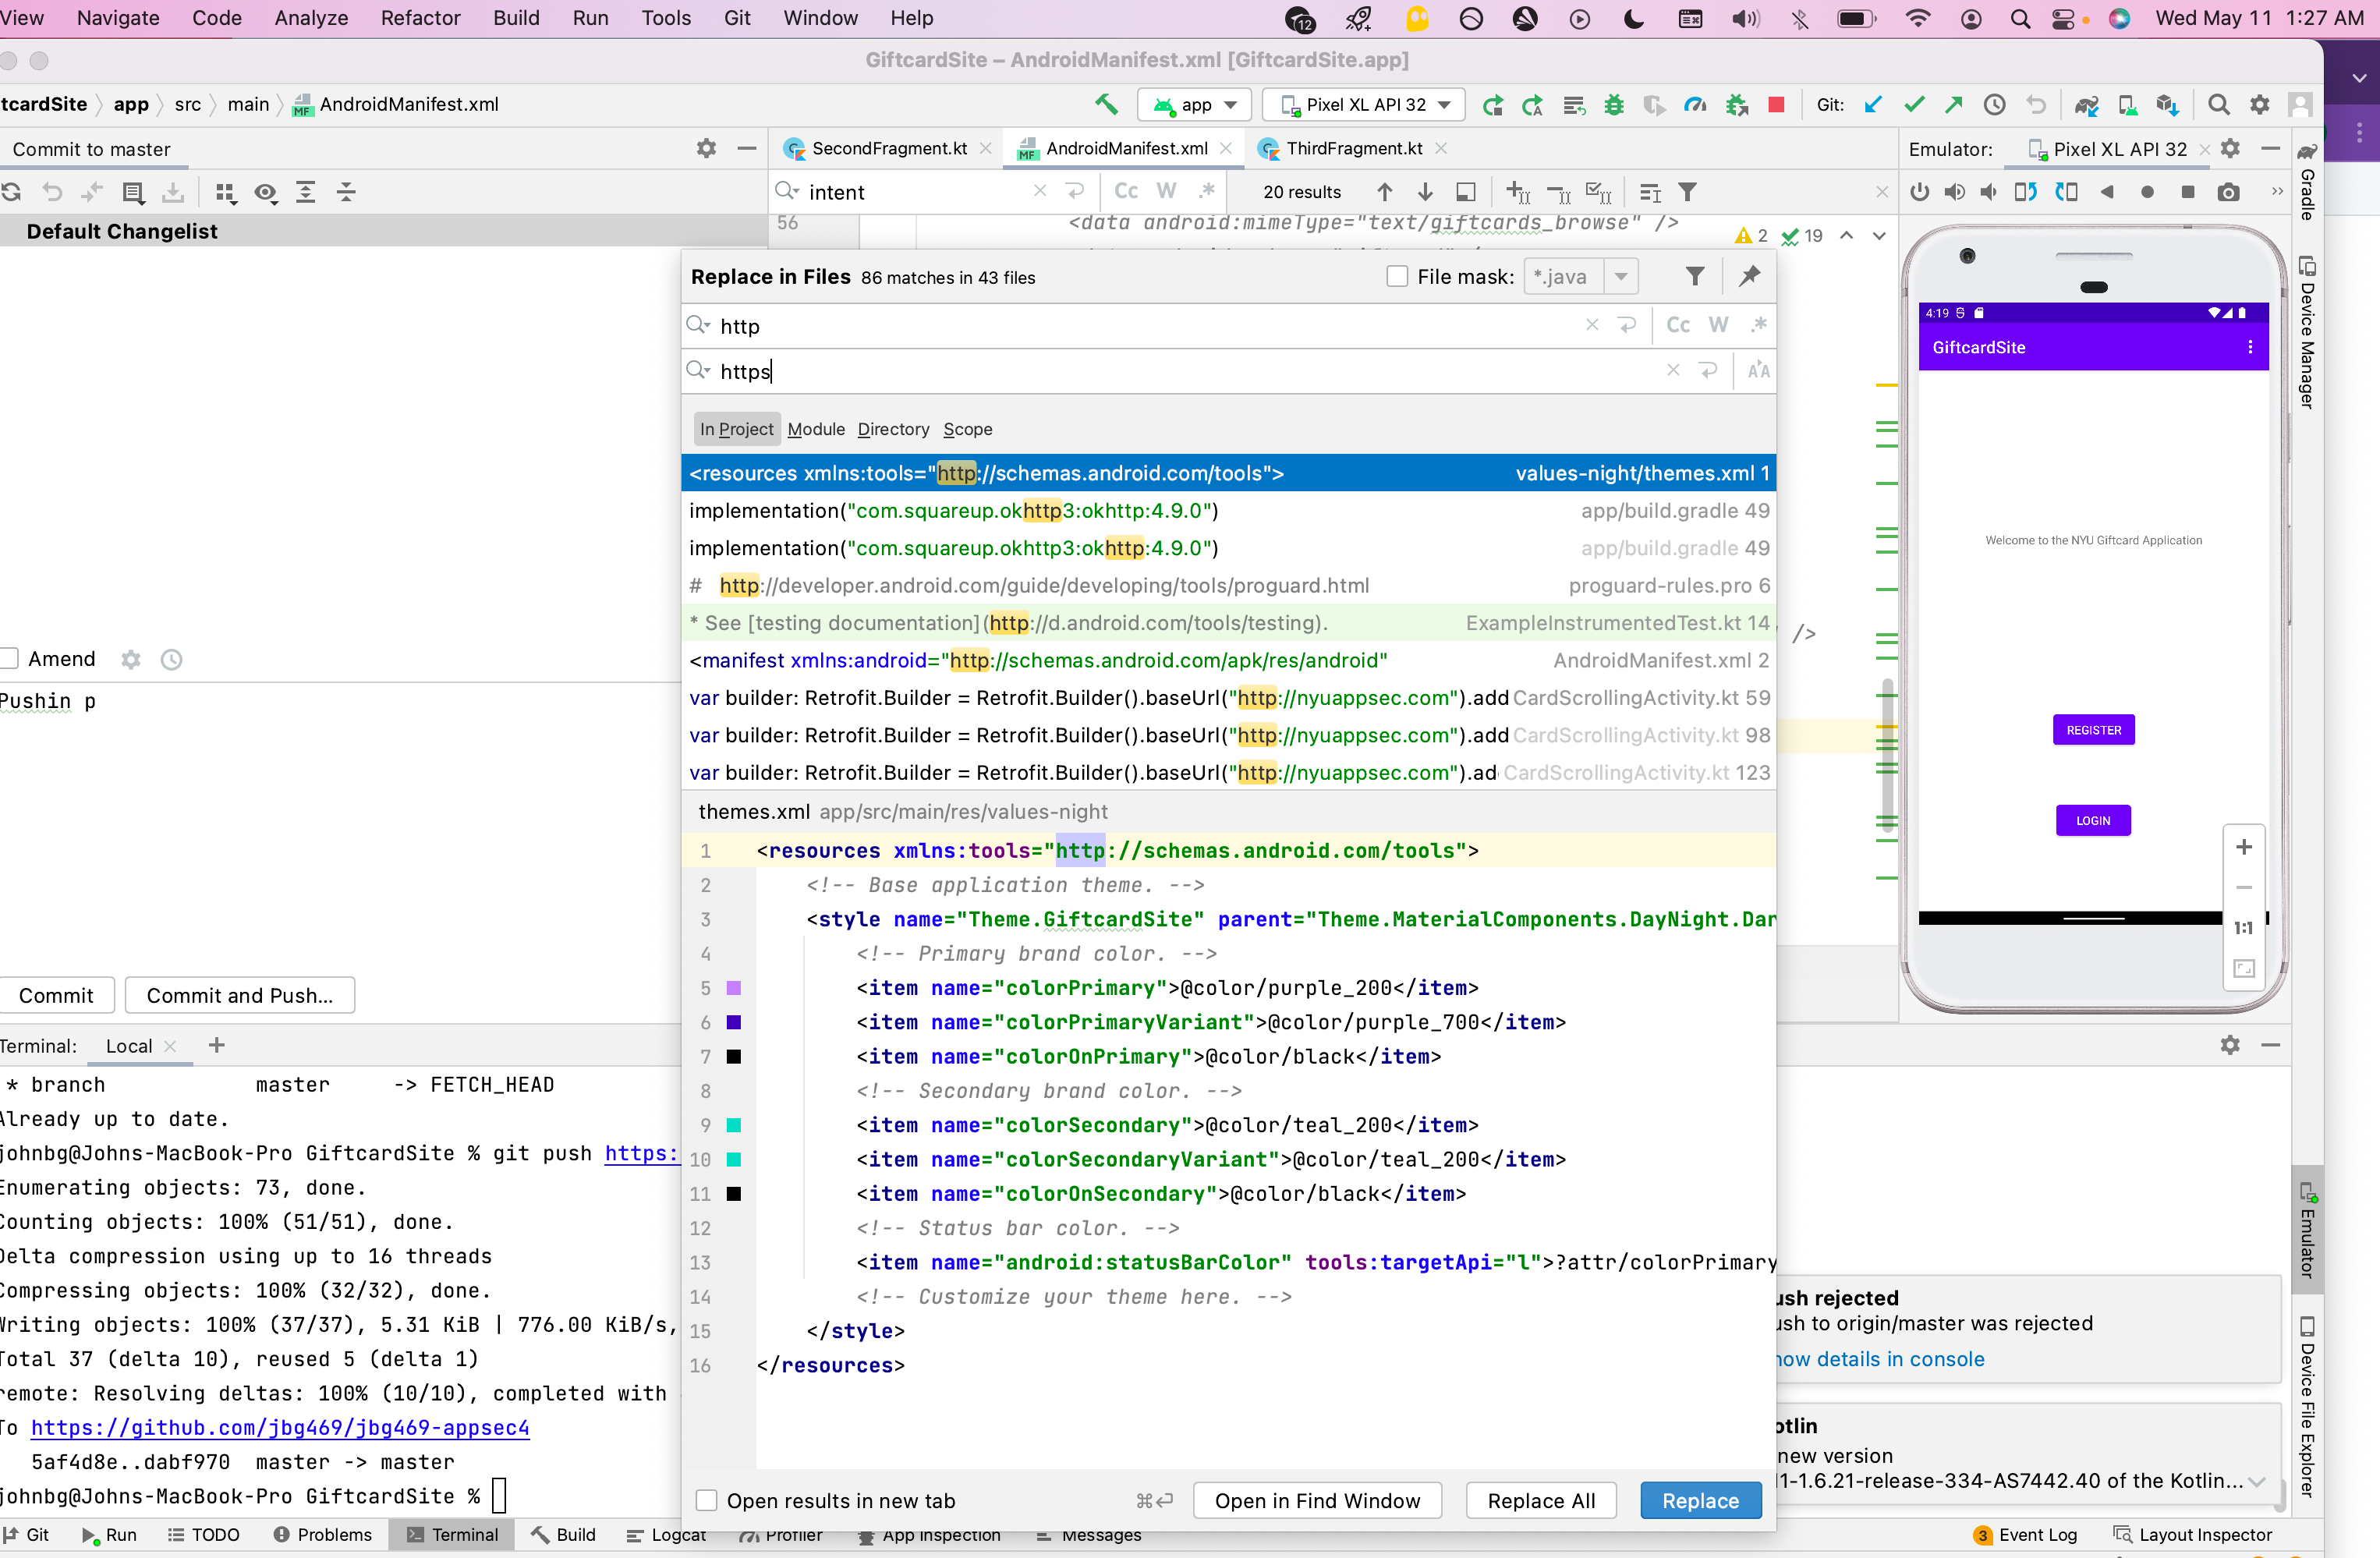 View Navigate Code Analyze Refactor Build Run Tools Git Window Help
12
Wed May 11 1:27 AM
GiftcardSite – AndroidManifest.xml [GiftcardSite.app]
tcardSite app src main MF AndroidManifest.xml
app
Pixel XL API 32
Git:
Commit to master
SecondFragment.kt
MF AndroidManifest.xml
ThirdFragment.kt
Emulator: Pixel XL API 32
intent
Cc W .*
20 results
Default Changelist
56 <data android:mimeType="text/giftcards_browse" />
2 19
Replace in Files 86 matches in 43 files
File mask: *.java
http
Cc W .*
https
In Project Module Directory Scope
<resources xmlns:tools="http://schemas.android.com/tools"> values-night/themes.xml 1
implementation("com.squareup.okhttp3:okhttp:4.9.0") app/build.gradle 49
implementation("com.squareup.okhttp3:okhttp:4.9.0") app/build.gradle 49
# http://developer.android.com/guide/developing/tools/proguard.html proguard-rules.pro 6
* See [testing documentation](http://d.android.com/tools/testing). ExampleInstrumentedTest.kt 14
/>
<manifest xmlns:android="http://schemas.android.com/apk/res/android" AndroidManifest.xml 2
var builder: Retrofit.Builder = Retrofit.Builder().baseUrl("http://nyuappsec.com").add CardScrollingActivity.kt 59
var builder: Retrofit.Builder = Retrofit.Builder().baseUrl("http://nyuappsec.com").add CardScrollingActivity.kt 98
var builder: Retrofit.Builder = Retrofit.Builder().baseUrl("http://nyuappsec.com").ad CardScrollingActivity.kt 123
themes.xml app/src/main/res/values-night
1 <resources xmlns:tools="http://schemas.android.com/tools">
2 <!-- Base application theme. -->
3 <style name="Theme.GiftcardSite" parent="Theme.MaterialComponents.DayNight.Dar
4 <!-- Primary brand color. -->
5 <item name="colorPrimary">@color/purple_200</item>
6 <item name="colorPrimaryVariant">@color/purple_700</item>
7 <item name="colorOnPrimary">@color/black</item>
8 <!-- Secondary brand color. -->
9 <item name="colorSecondary">@color/teal_200</item>
10 <item name="colorSecondaryVariant">@color/teal_200</item>
11 <item name="colorOnSecondary">@color/black</item>
12 <!-- Status bar color. -->
13 <item name="android:statusBarColor" tools:targetApi="l">?attr/colorPrimary
14 <!-- Customize your theme here. -->
15 </style>
16 </resources>
Open results in new tab
⌘↩
Open in Find Window
Replace All
Replace
Amend
Pushin p
Commit
Commit and Push...
Terminal: Local
* branch master -> FETCH_HEAD
Already up to date.
johnbg@Johns-MacBook-Pro GiftcardSite % git push https:
Enumerating objects: 73, done.
Counting objects: 100% (51/51), done.
Delta compression using up to 16 threads
Compressing objects: 100% (32/32), done.
Writing objects: 100% (37/37), 5.31 KiB | 776.00 KiB/s,
Total 37 (delta 10), reused 5 (delta 1)
remote: Resolving deltas: 100% (10/10), completed with
To https://github.com/jbg469/jbg469-appsec4
5af4d8e..dabf970 master -> master
johnbg@Johns-MacBook-Pro GiftcardSite %
4:19
GiftcardSite
Welcome to the NYU Giftcard Application
REGISTER
LOGIN
1:1
Gradle
Device Manager
Emulator
Device File Explorer
ush rejected
ush to origin/master was rejected
how details in console
otlin
new version
11-1.6.21-release-334-AS7442.40 of the Kotlin...
Git Run TODO Problems Terminal Build Logcat Profiler App Inspection Messages
3 Event Log Layout Inspector